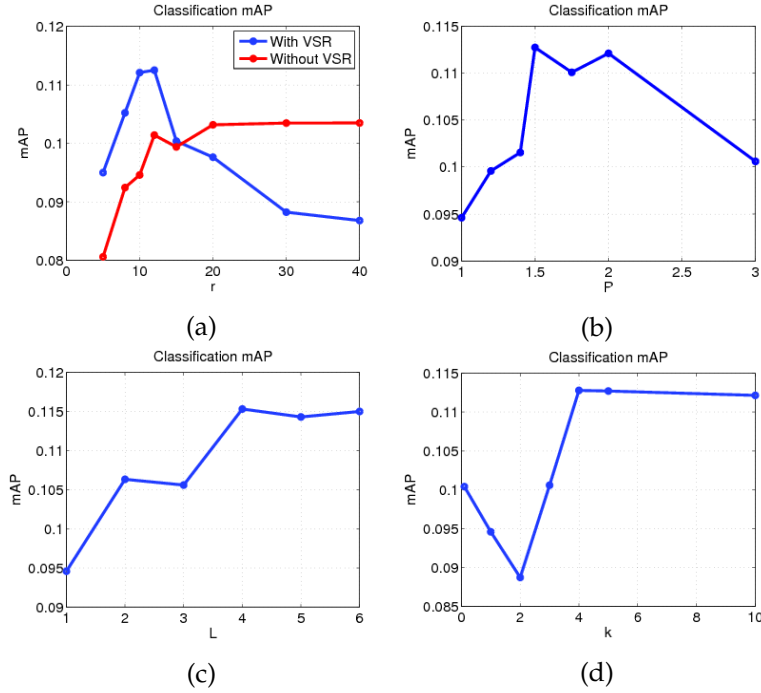 Classification mAP
0.12
0.11
0.1
0.09
0.08
mAP
With VSR
Without VSR
0 10 20 30 40
r
(a)
Classification mAP
0.115
0.11
0.105
0.1
0.095
0.09
mAP
1 1.5 2 2.5 3
P
(b)
Classification mAP
0.12
0.115
0.11
0.105
0.1
0.095
0.09
mAP
1 2 3 4 5 6
L
(c)
Classification mAP
0.115
0.11
0.105
0.1
0.095
0.09
0.085
mAP
0 2 4 6 8 10
k
(d)